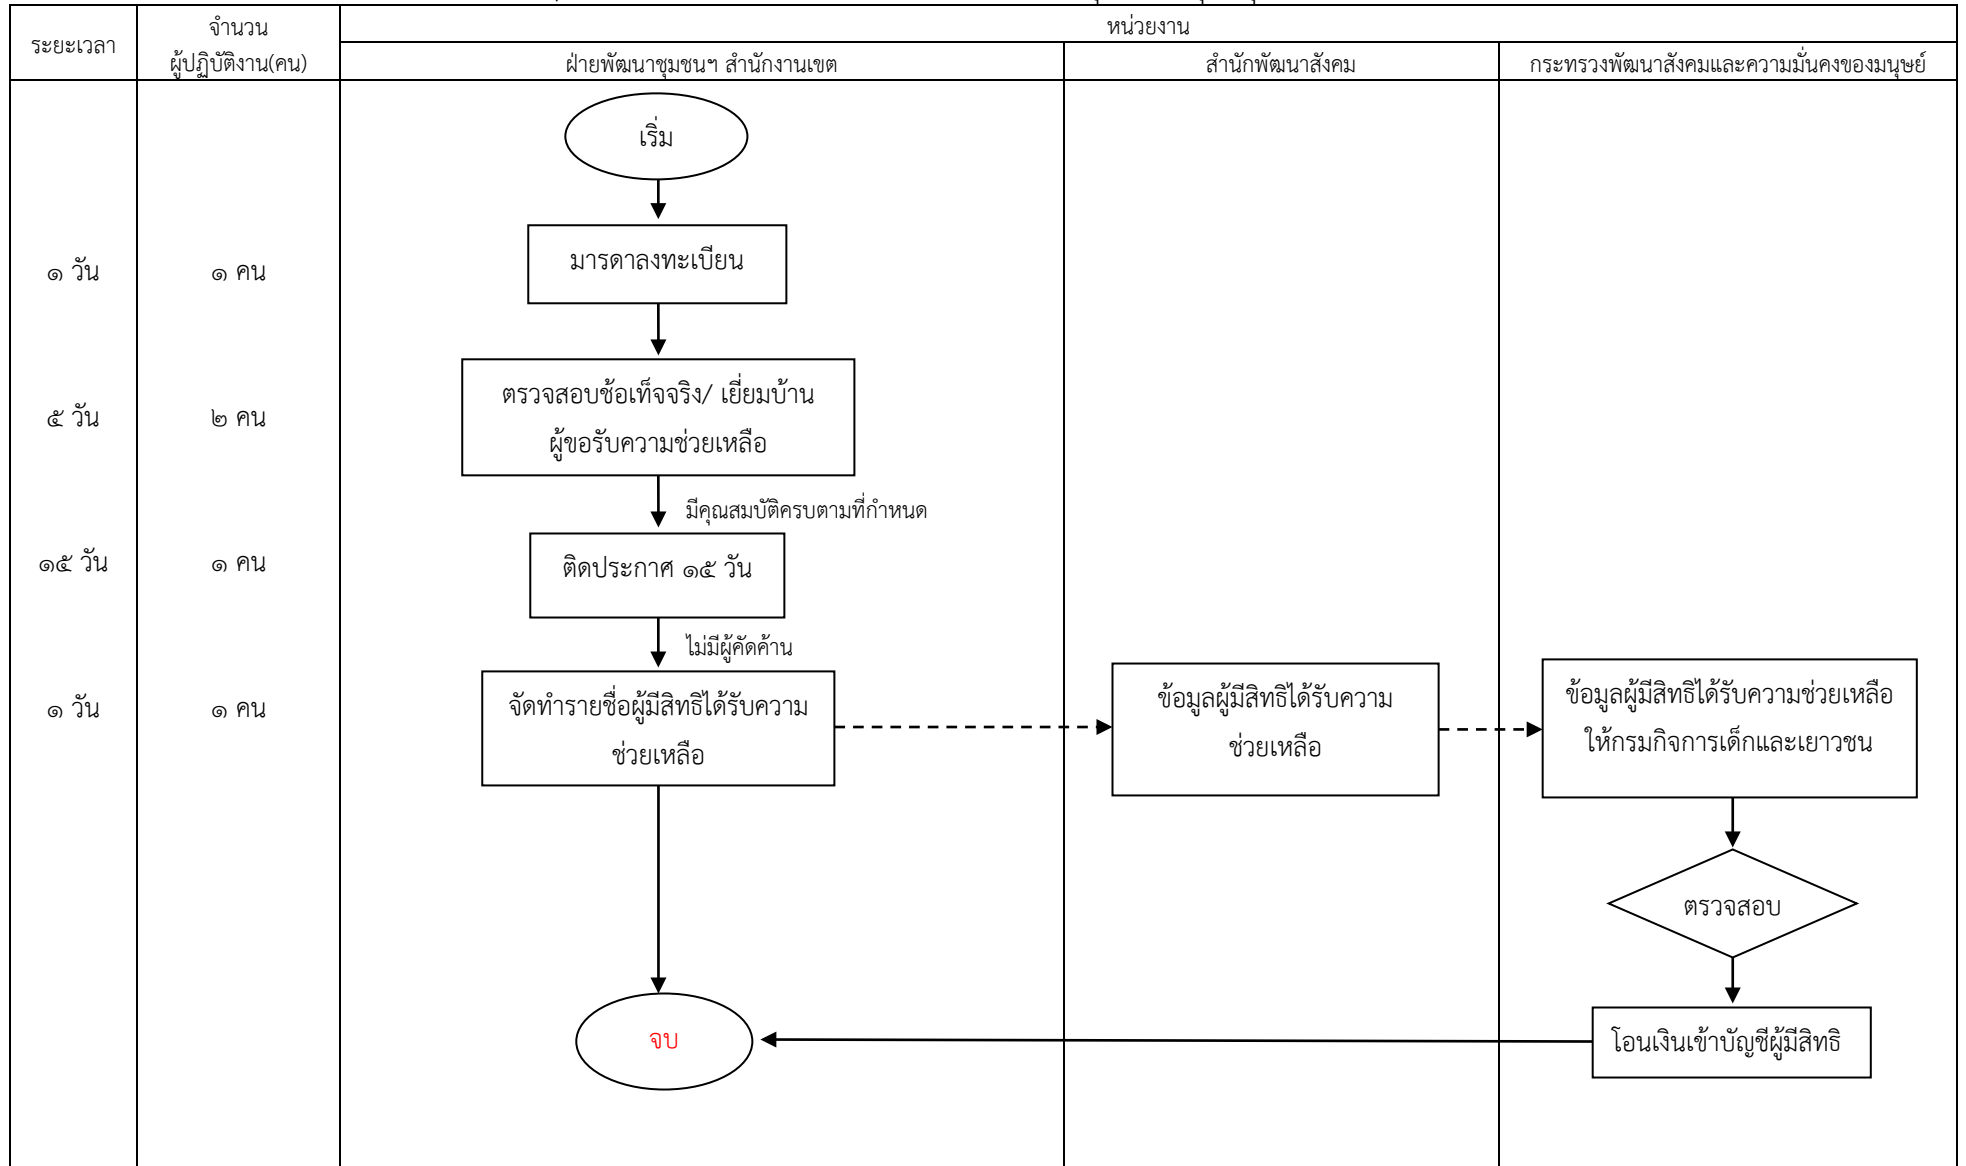 ระยะเวลา
จำนวน
ผู้ปฏิบัติงาน(คน)
หน่วยงาน
ฝ่ายพัฒนาชุมชนฯ สำนักงานเขต
สำนักพัฒนาสังคม
กระทรวงพัฒนาสังคมและความมั่นคงของมนุษย์
เริ่ม
๑ วัน
๑ คน
มารดาลงทะเบียน
๕ วัน
๒ คน
ตรวจสอบช้อเท็จจริง/ เยี่ยมบ้าน
ผู้ขอรับความช่วยเหลือ
มีคุณสมบัติครบตามที่กำหนด
๑๕ วัน
๑ คน
ติดประกาศ ๑๕ วัน
ไม่มีผู้คัดค้าน
๑ วัน
๑ คน
จัดทำรายชื่อผู้มีสิทธิได้รับความ
ช่วยเหลือ
ข้อมูลผู้มีสิทธิได้รับความ
ช่วยเหลือ
ข้อมูลผู้มีสิทธิได้รับความช่วยเหลือ
ให้กรมกิจการเด็กและเยาวชน
ตรวจสอบ
โอนเงินเข้าบัญชีผู้มีสิทธิ
จบ